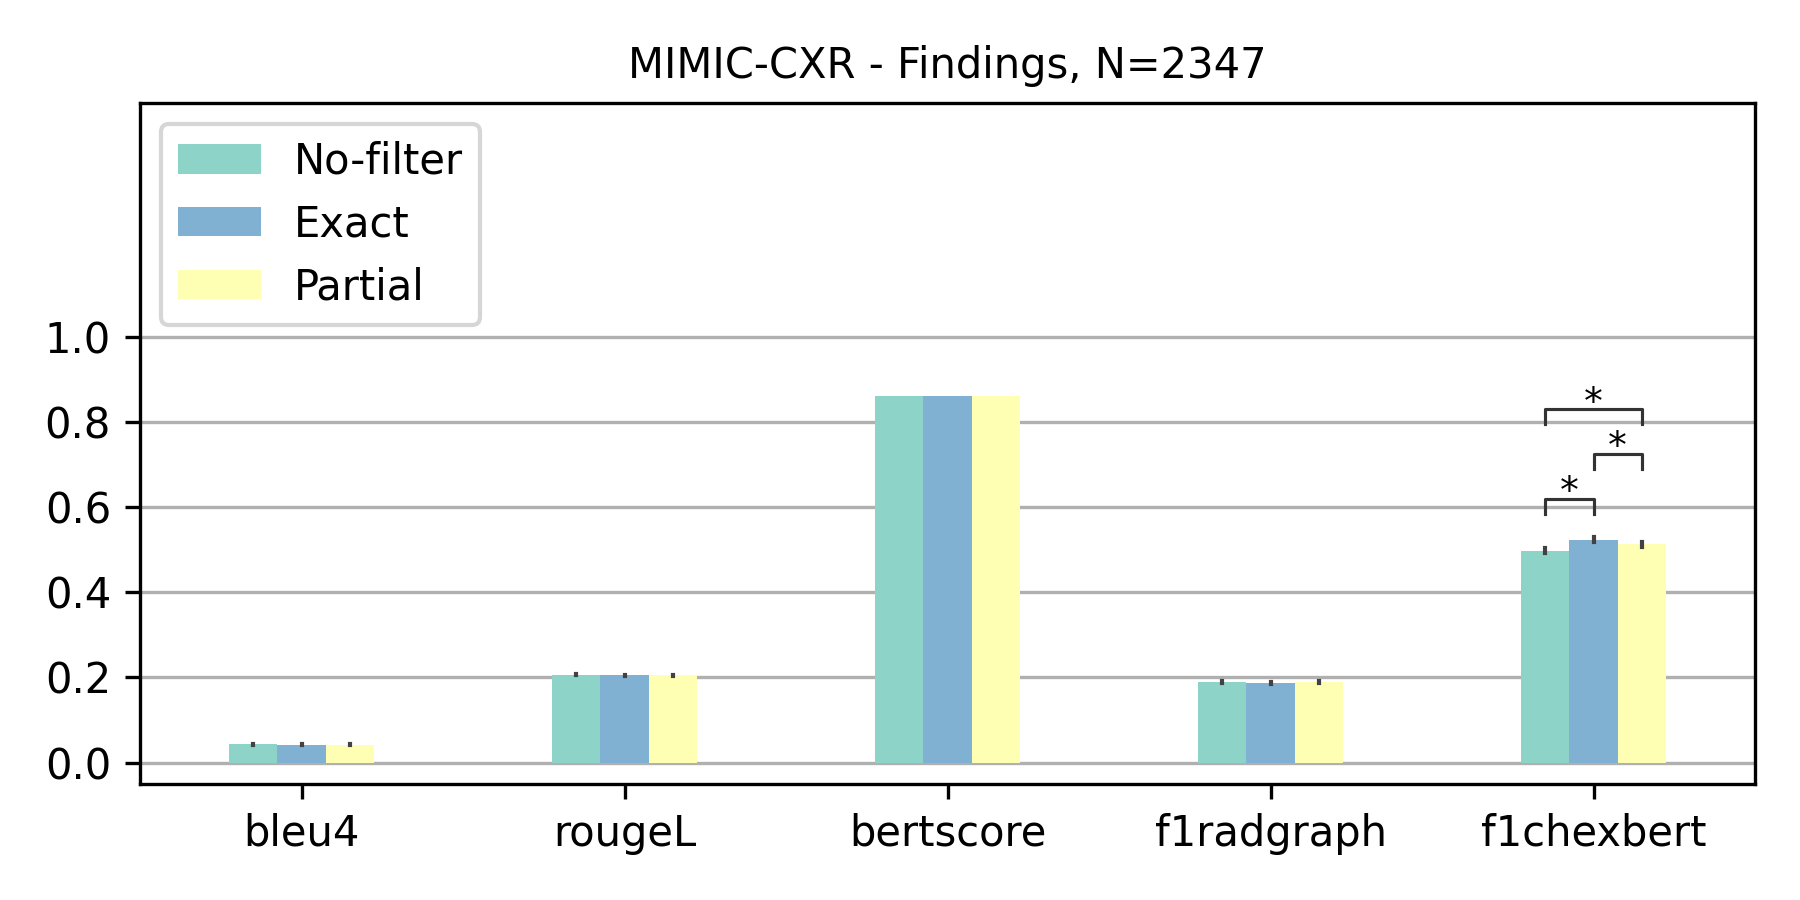 MIMIC-CXR - Findings, N=2347
No-filter
Exact
Partial
1.0
0.8
0.6
0.4
0.2
0.0
*
*
*
bleu4 rougeL bertscore f1radgraph f1chexbert